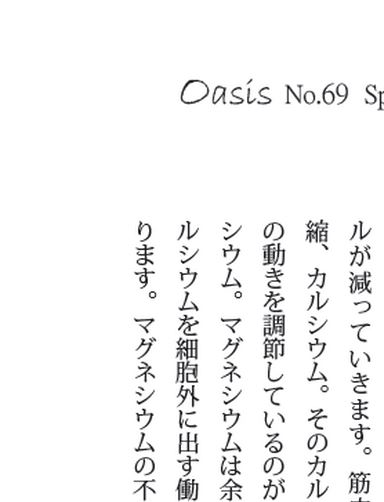 Oasis No.69 Sp
ルが減っていきます。筋
縮、カルシウム。そのカル
の動きを調節しているのが
シウム。マグネシウムは余
ルシウムを細胞外に出す働
ります。マグネシウムの不